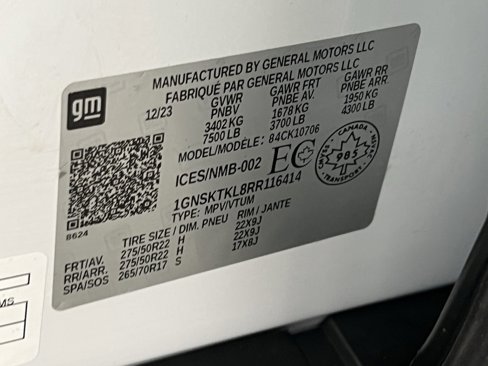 gm
MANUFACTURED BY GENERAL MOTORS LLC
FABRIQUÉ PAR GENERAL MOTORS LLC
12/23
GVWR
PNBV
3402 KG
7500 LB
GAWR FRT
PNBE AV.
1678 KG
3700 LB
GAWR RR
PNBE ARR.
1950 KG
4300 LB
MODEL/MODÈLE: 84CK10706
ICES/NMB-002
EC
CANADA
985
TRANSPORT
1GNSKTKL8RR116414
TYPE: MPV/VTUM
8624
TIRE SIZE / DIM. PNEU RIM / JANTE
FRT/AV. 275/50R22 H 22X9J
RR/ARR. 275/50R22 H 22X9J
SPA/SOS 265/70R17 S 17X8J
MS